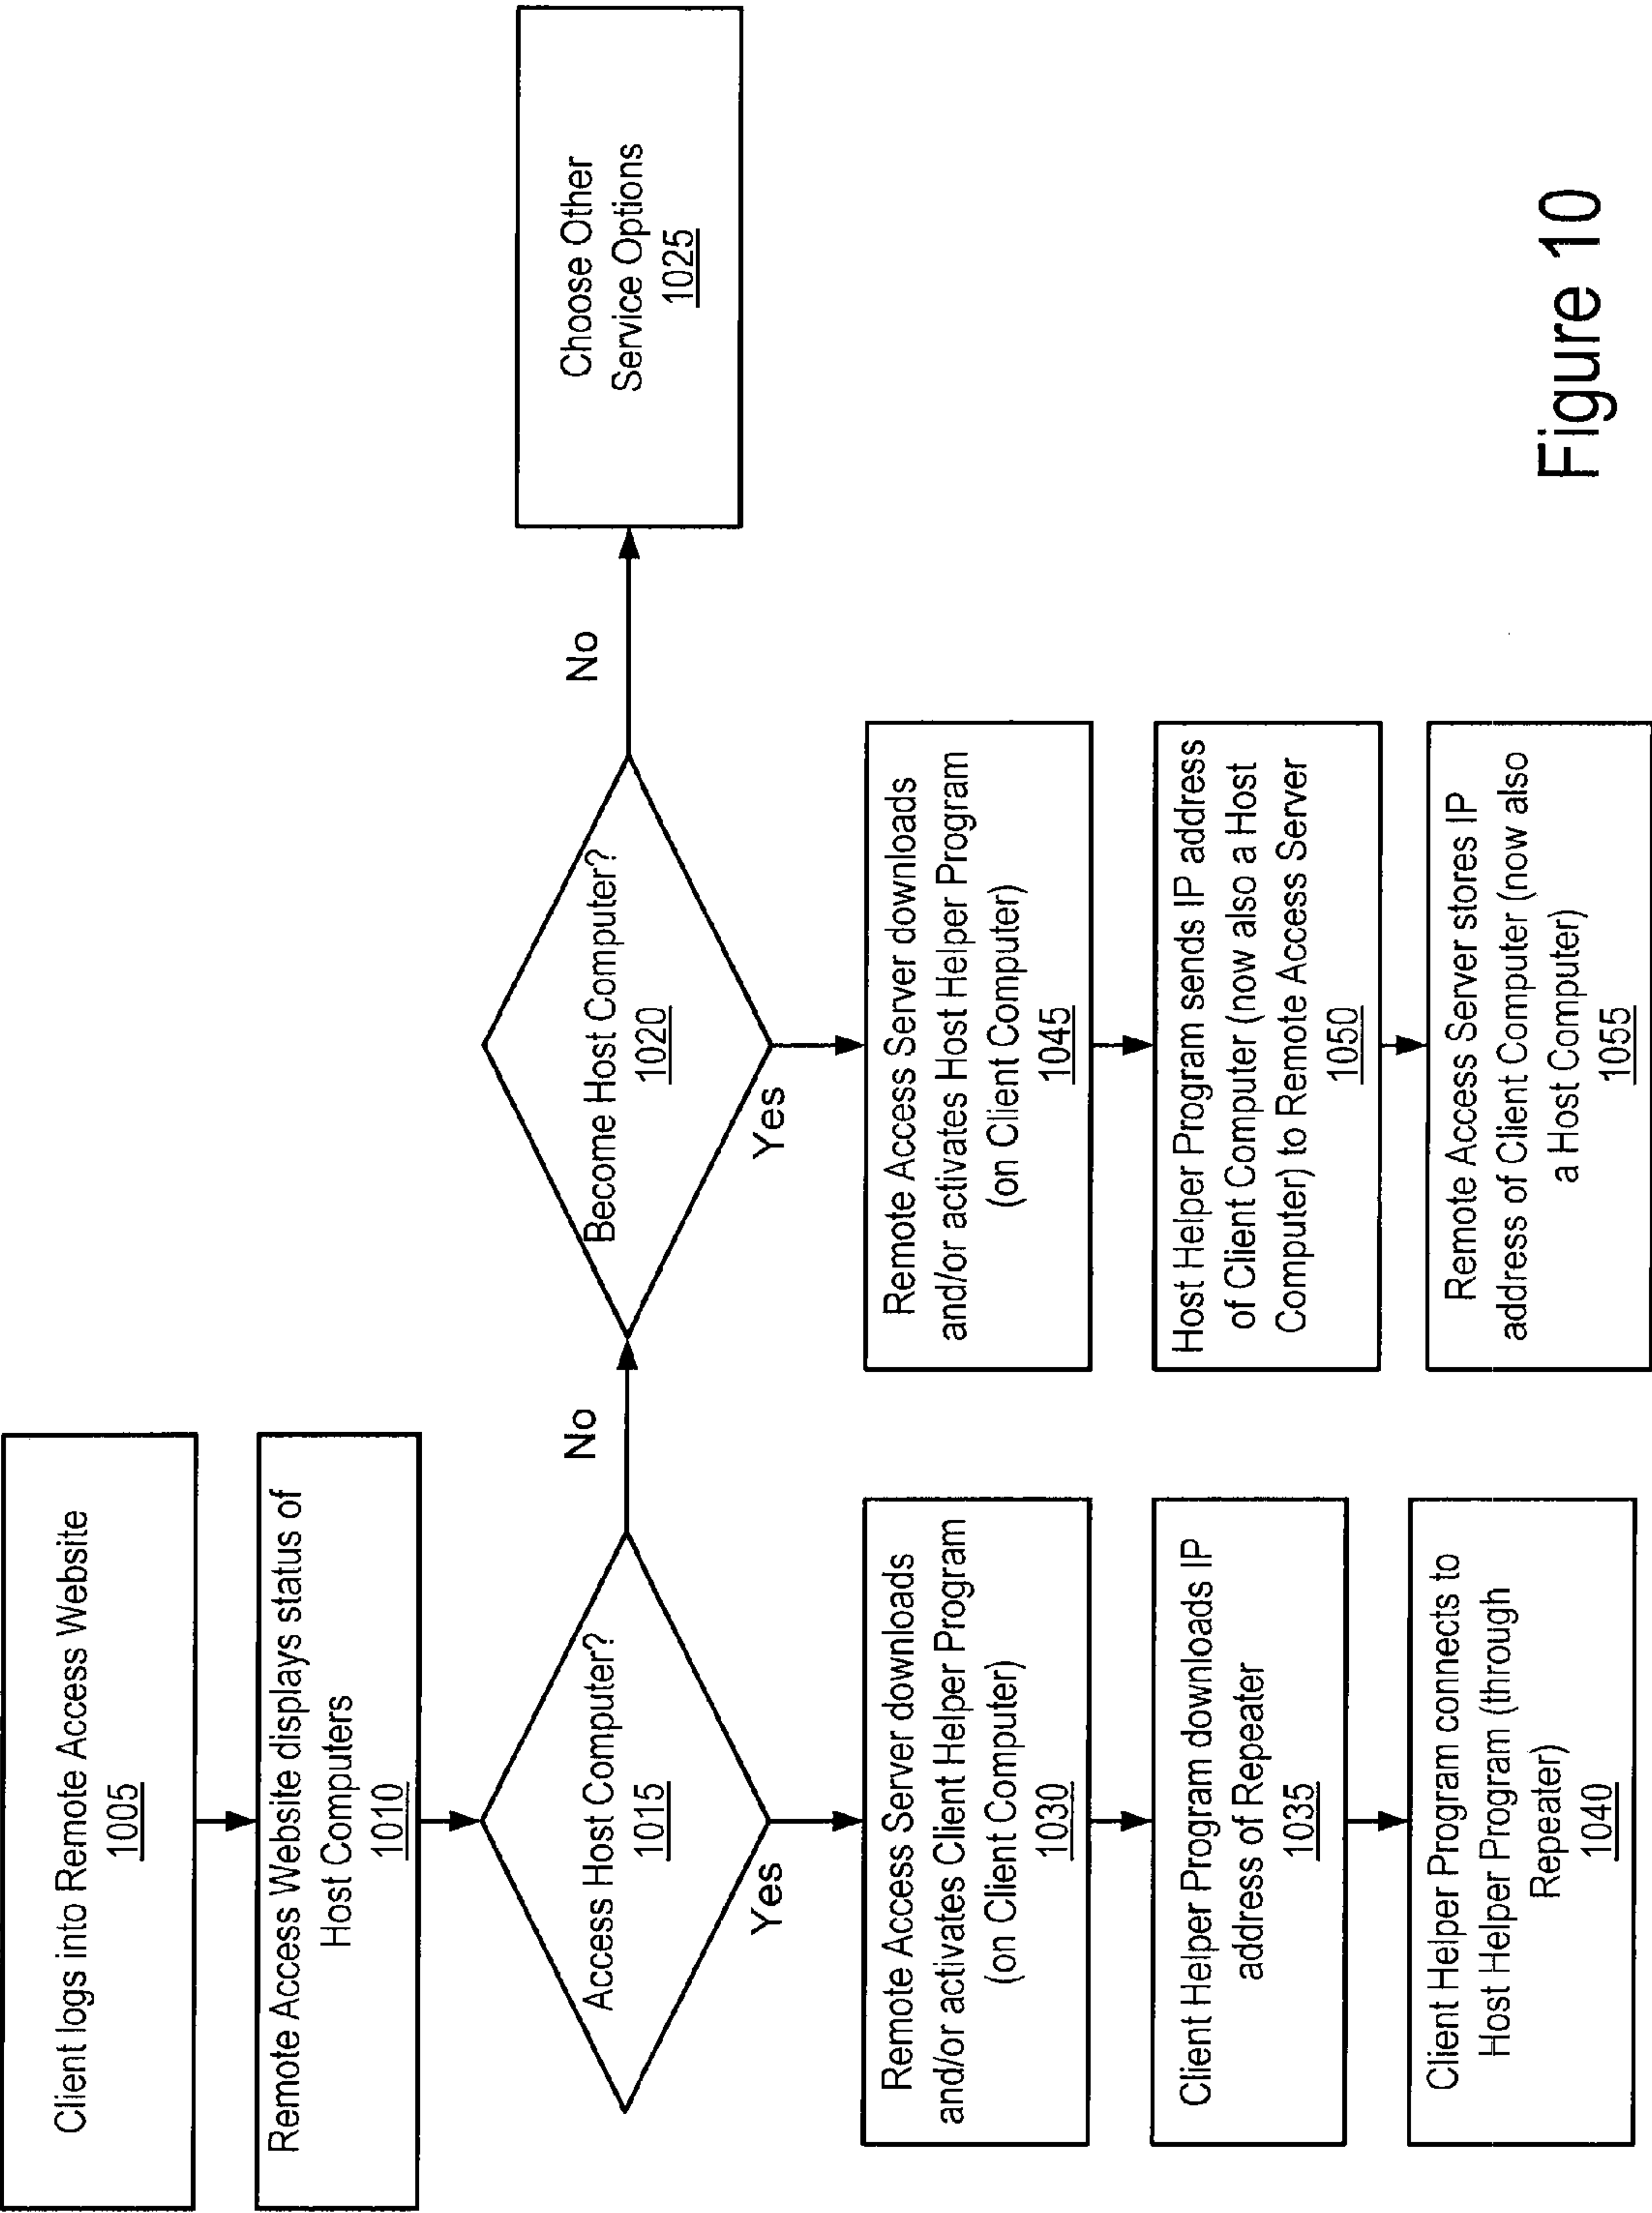 Client logs into Remote Access Website
1005
Remote Access Website displays status of
Host Computers
1010
Access Host Computer?
1015
No
Yes
Become Host Computer?
1020
No
Yes
Choose Other
Service Options
1025
Remote Access Server downloads
and/or activates Client Helper Program
(on Client Computer)
1030
Client Helper Program downloads IP
address of Repeater
1035
Client Helper Program connects to
Host Helper Program (through
Repeater)
1040
Remote Access Server downloads
and/or activates Host Helper Program
(on Client Computer)
1045
Host Helper Program sends IP address
of Client Computer (now also a Host
Computer) to Remote Access Server
1050
Remote Access Server stores IP
address of Client Computer (now also
a Host Computer)
1055
Figure 10